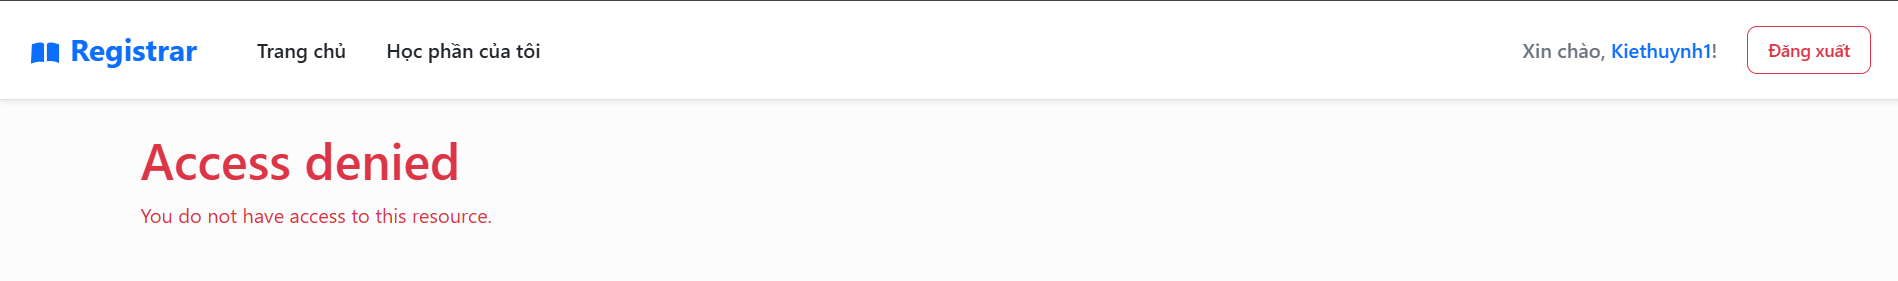 Registrar Trang chủ Học phần của tôi Xin chào, Kiethuynh1! Đăng xuất
Access denied
You do not have access to this resource.